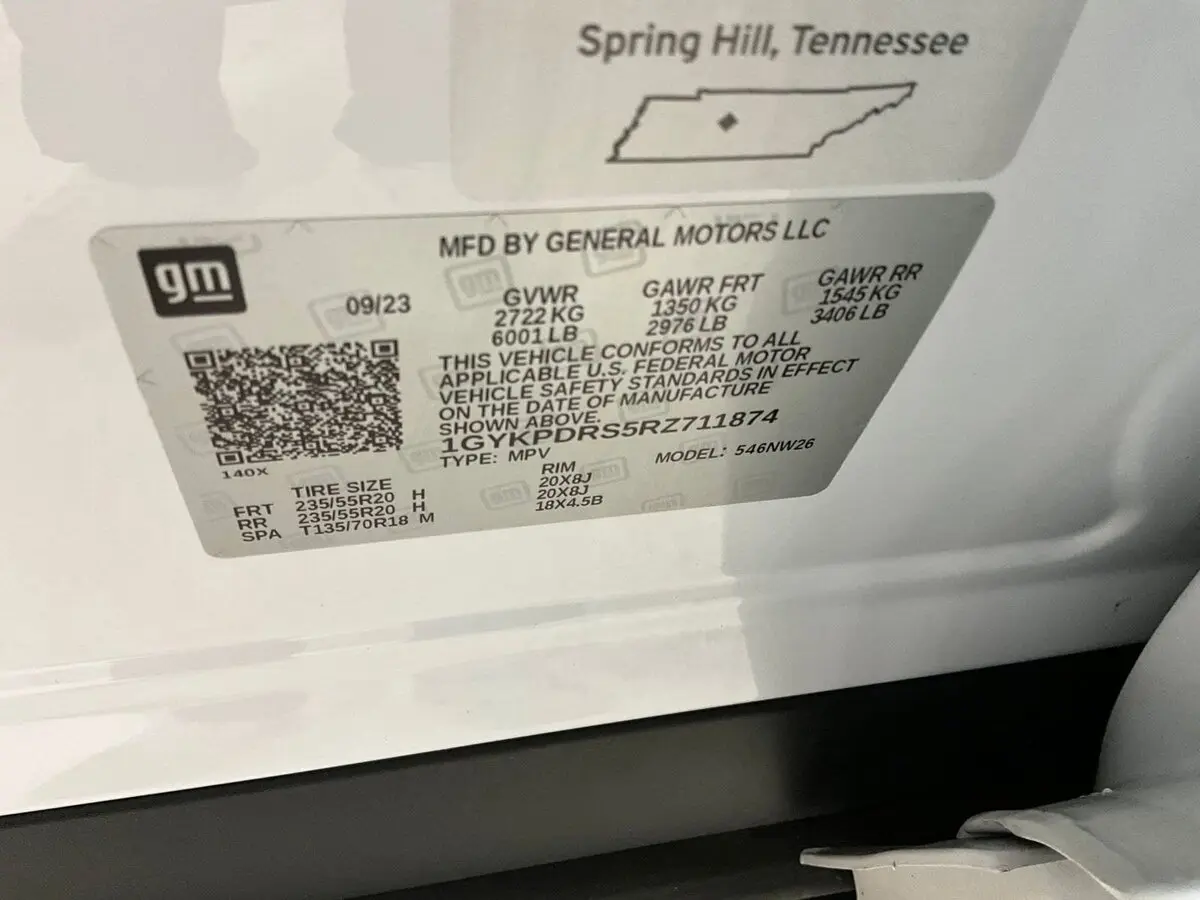 Spring Hill, Tennessee
gm
MFD BY GENERAL MOTORS LLC
09/23
GVWR
2722 KG
6001 LB
GAWR FRT
1350 KG
2976 LB
GAWR RR
1545 KG
3406 LB
THIS VEHICLE CONFORMS TO ALL
APPLICABLE U.S. FEDERAL MOTOR
VEHICLE SAFETY STANDARDS IN EFFECT
ON THE DATE OF MANUFACTURE
SHOWN ABOVE.
1GYKPDRS5RZ711874
TYPE: MPV
MODEL: 546NW26
140X
TIRE SIZE RIM
FRT 235/55R20 H 20X8J
RR 235/55R20 H 20X8J
SPA T135/70R18 M 18X4.5B